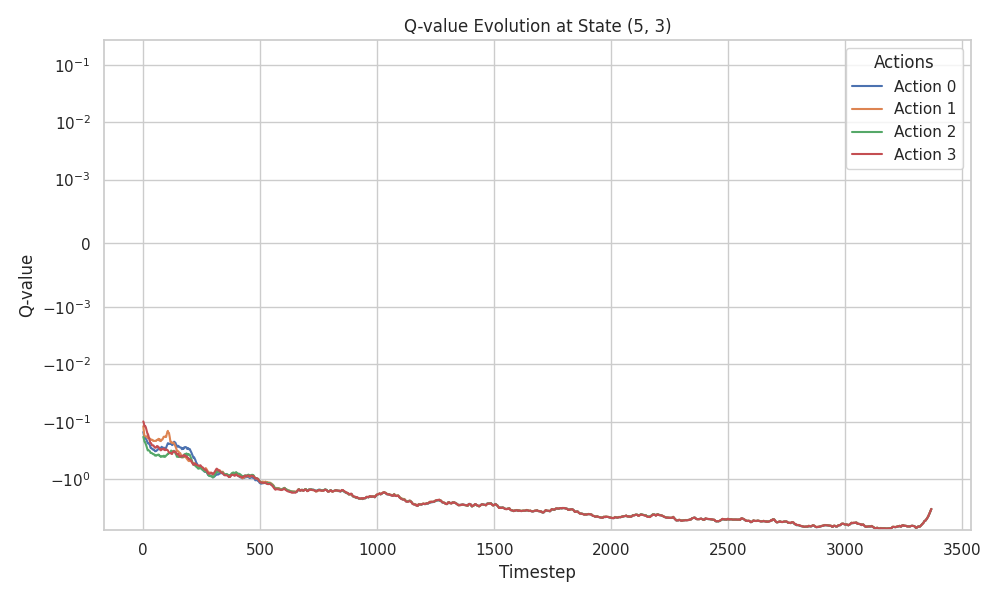 Q-value Evolution at State (5, 3)
Actions
Action 0
Action 1
Action 2
Action 3
Q-value
10⁻¹
10⁻²
10⁻³
0
−10⁻³
−10⁻²
−10⁻¹
−10⁰
0 500 1000 1500 2000 2500 3000 3500
Timestep